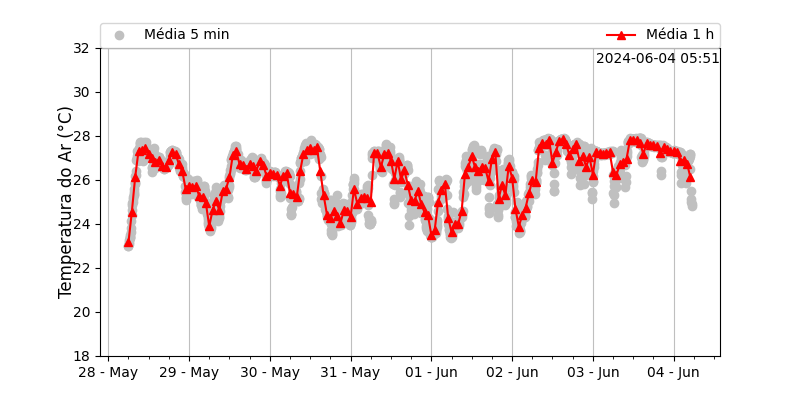 Média 5 min
Média 1 h
2024-06-04 05:51
Temperatura do Ar (°C)
32
30
28
26
24
22
20
18
28 - May
29 - May
30 - May
31 - May
01 - Jun
02 - Jun
03 - Jun
04 - Jun